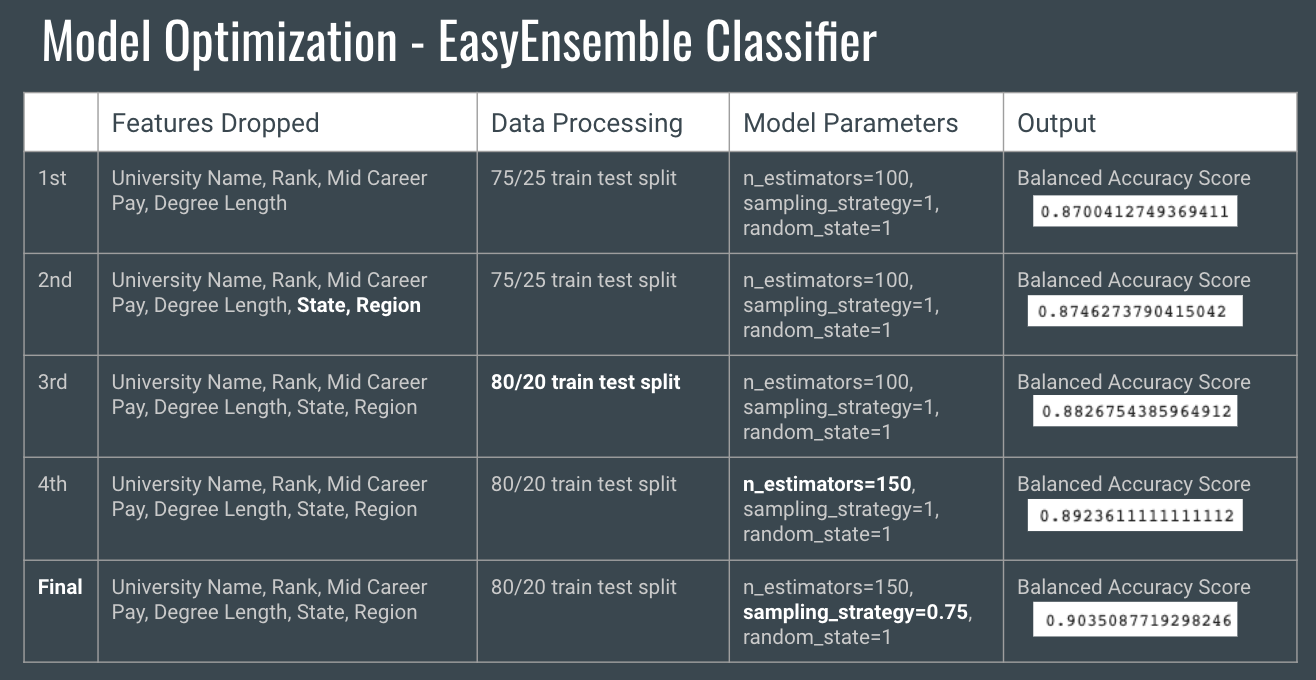 Model Optimization - EasyEnsemble Classifier
Features Dropped
Data Processing
Model Parameters
Output
1st
University Name, Rank, Mid Career
Pay, Degree Length
75/25 train test split
n_estimators=100,
sampling_strategy=1,
random_state=1
Balanced Accuracy Score
0.8700412749369411
2nd
University Name, Rank, Mid Career
Pay, Degree Length, State, Region
75/25 train test split
n_estimators=100,
sampling_strategy=1,
random_state=1
Balanced Accuracy Score
0.8746273790415042
3rd
University Name, Rank, Mid Career
Pay, Degree Length, State, Region
80/20 train test split
n_estimators=100,
sampling_strategy=1,
random_state=1
Balanced Accuracy Score
0.8826754385964912
4th
University Name, Rank, Mid Career
Pay, Degree Length, State, Region
80/20 train test split
n_estimators=150,
sampling_strategy=1,
random_state=1
Balanced Accuracy Score
0.8923611111111112
Final
University Name, Rank, Mid Career
Pay, Degree Length, State, Region
80/20 train test split
n_estimators=150,
sampling_strategy=0.75,
random_state=1
Balanced Accuracy Score
0.9035087719298246